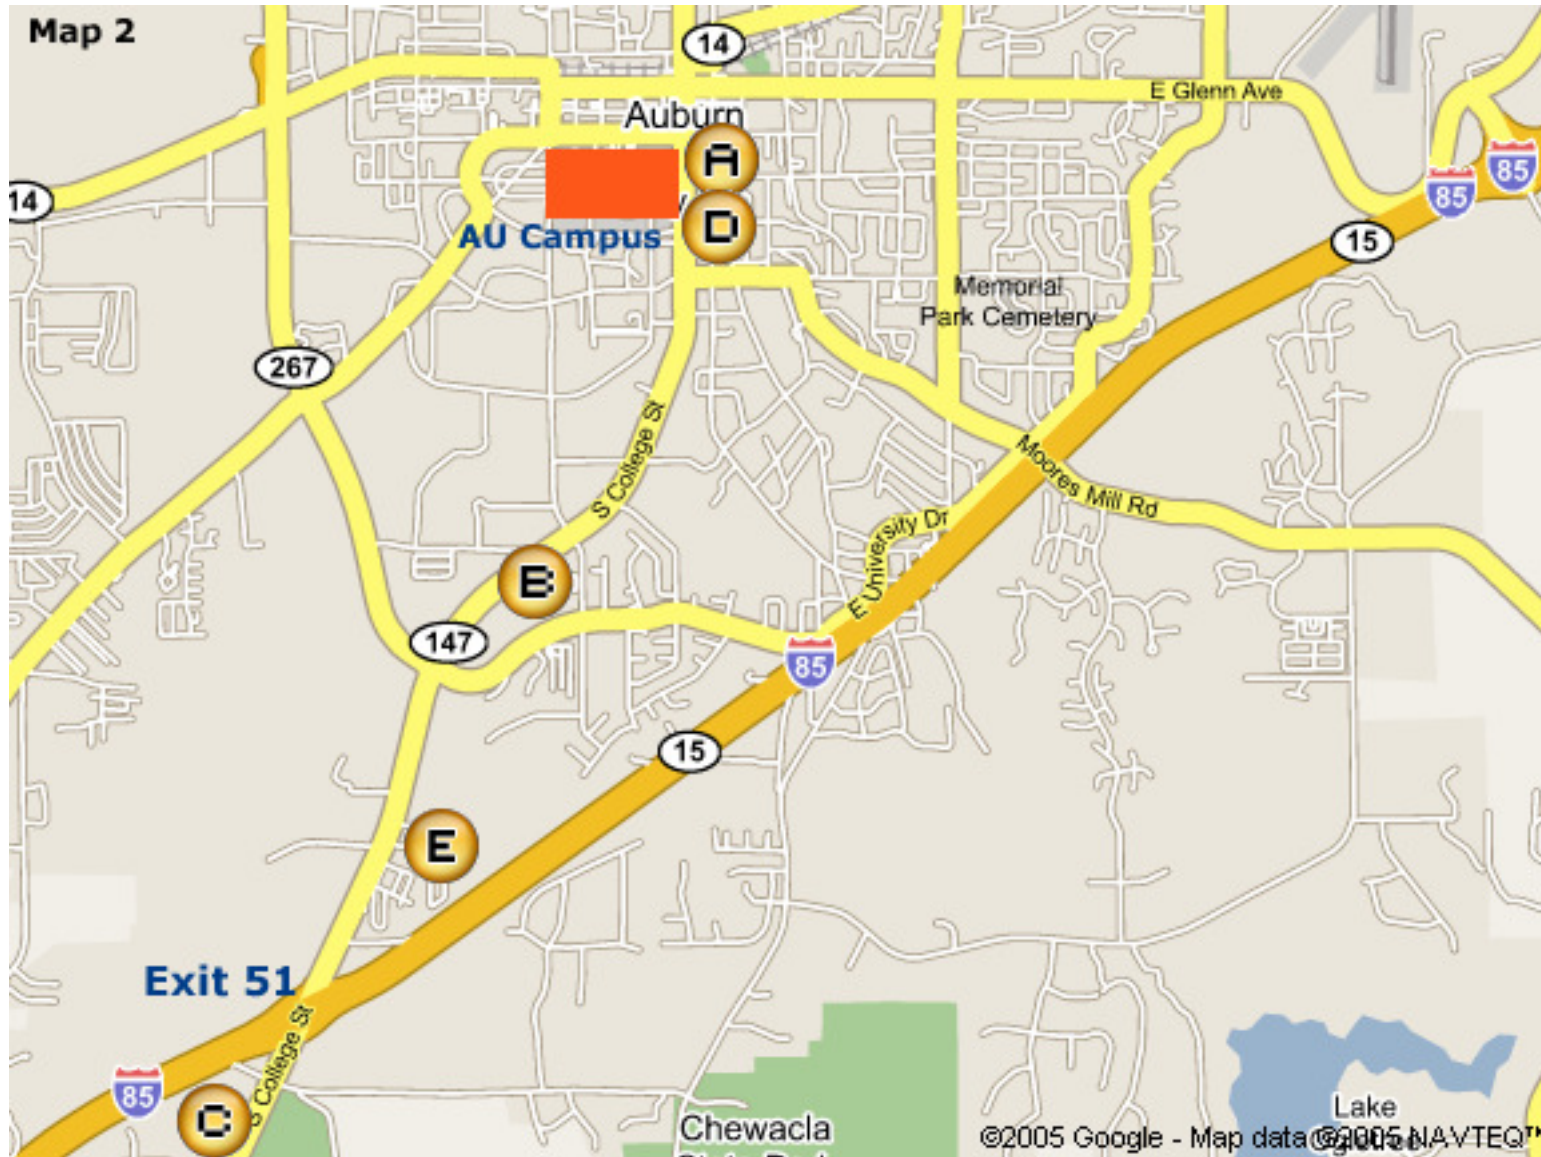 Map 2
14
E Glenn Ave
Auburn
A
85
85
14
D
AU Campus
15
Memorial
Park Cemetery
267
S College St
Moores Mill Rd
E University Dr
B
147
85
15
E
Exit 51
S College St
85
C
Lake
Chewacla
©2005 Google - Map data ©2005 NAVTEQ™